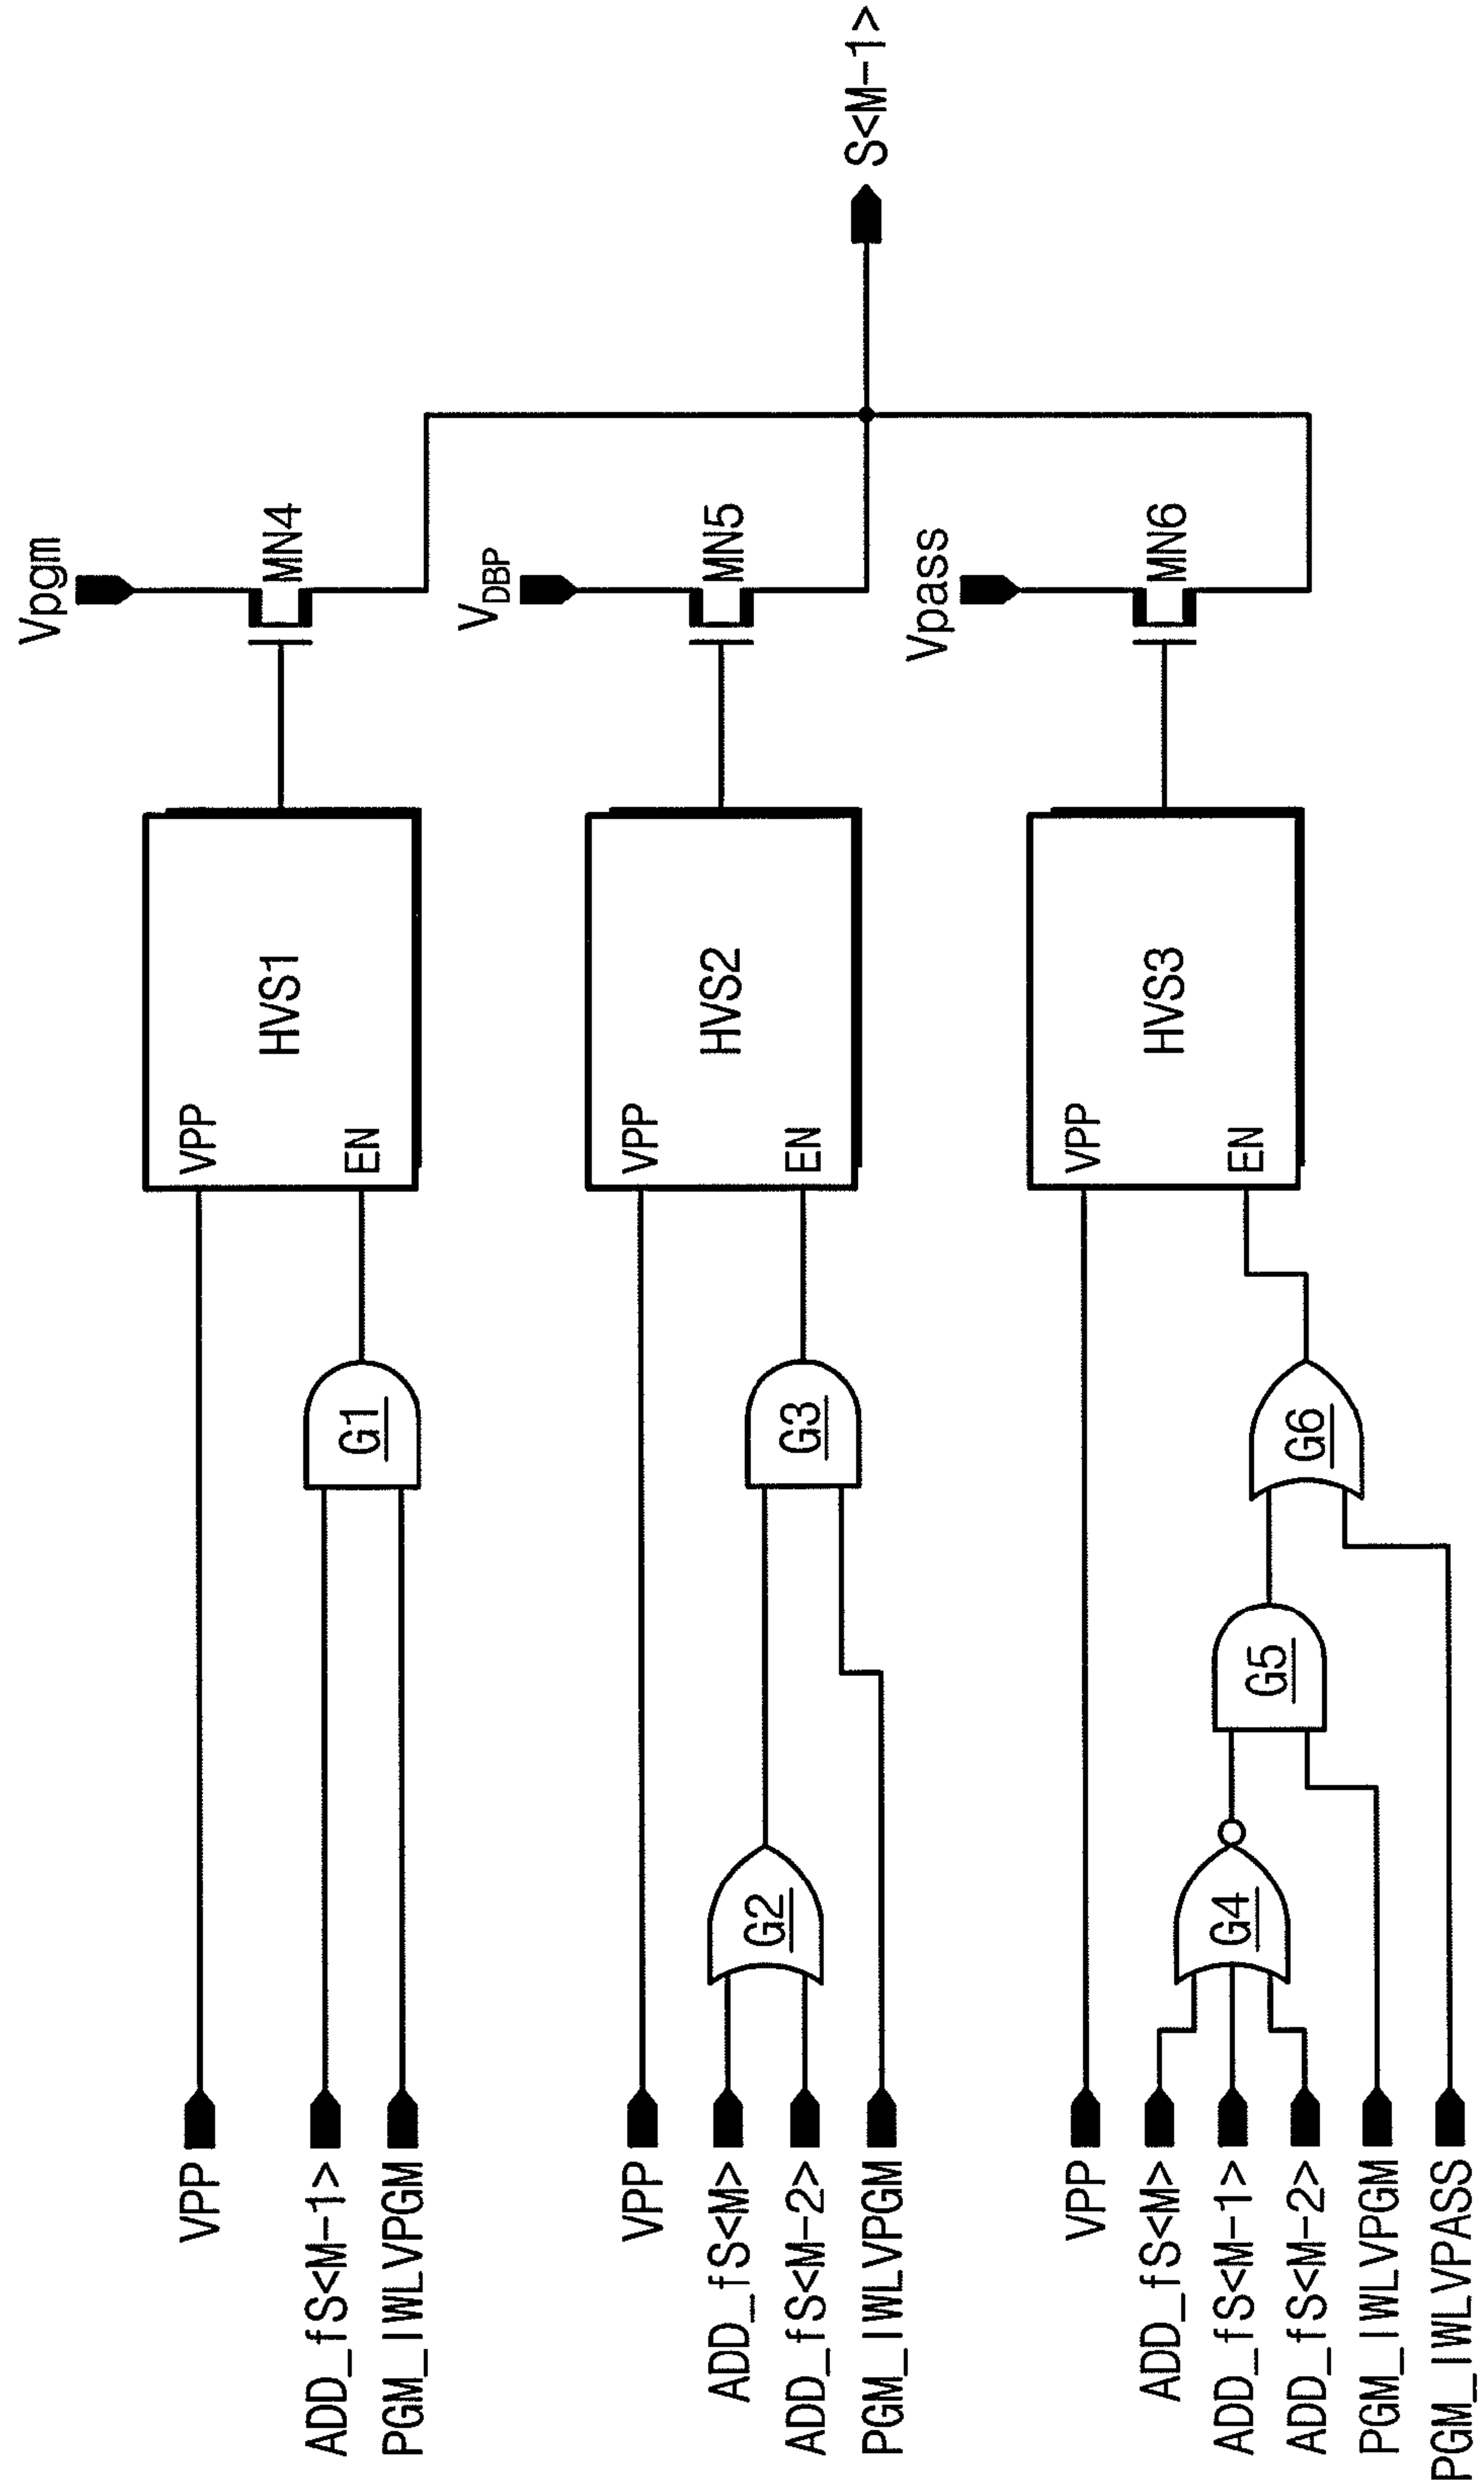 Vpgm
MN4
VPP
HVS1
EN
G1
VPP
ADD_fS<M-1>
PGM_IWLVPGM
VDBP
MN5
S<M-1>
VPP
HVS2
EN
G3
G2
VPP
ADD_fS<M>
ADD_fS<M-2>
PGM_IWLVPGM
Vpass
MN6
VPP
HVS3
EN
G6
G5
G4
VPP
ADD_fS<M>
ADD_fS<M-1>
ADD_fS<M-2>
PGM_IWLVPGM
PGM_IWLVPASS